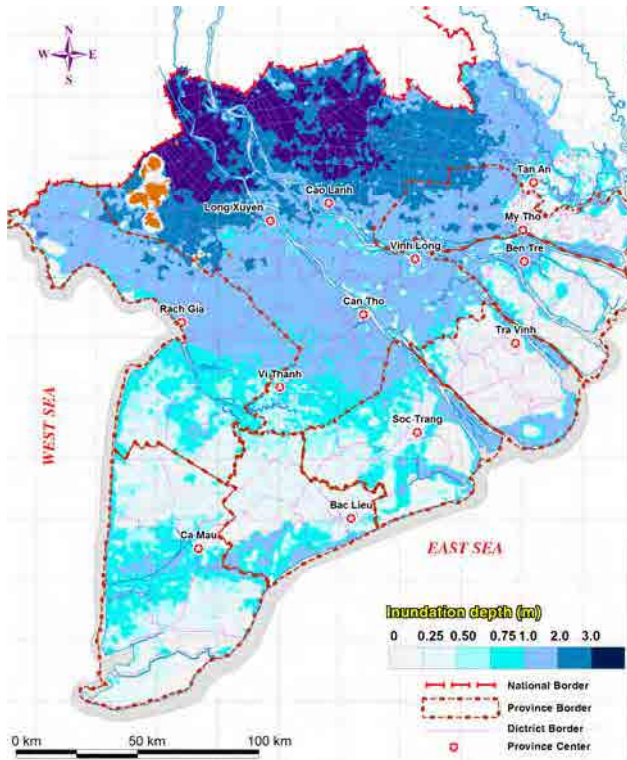 N
W E
S
Tan An
Cao Lanh
Long Xuyen
My Tho
Vinh Long
Ben Tre
Can Tho
Rach Gia
Tra Vinh
Vi Thanh
Soc Trang
WEST SEA
Bac Lieu
Ca Mau
EAST SEA
Inundation depth (m)
0 0.25 0.50 0.75 1.0 2.0 3.0
National Border
Province Border
District Border
Province Center
0 km 50 km 100 km